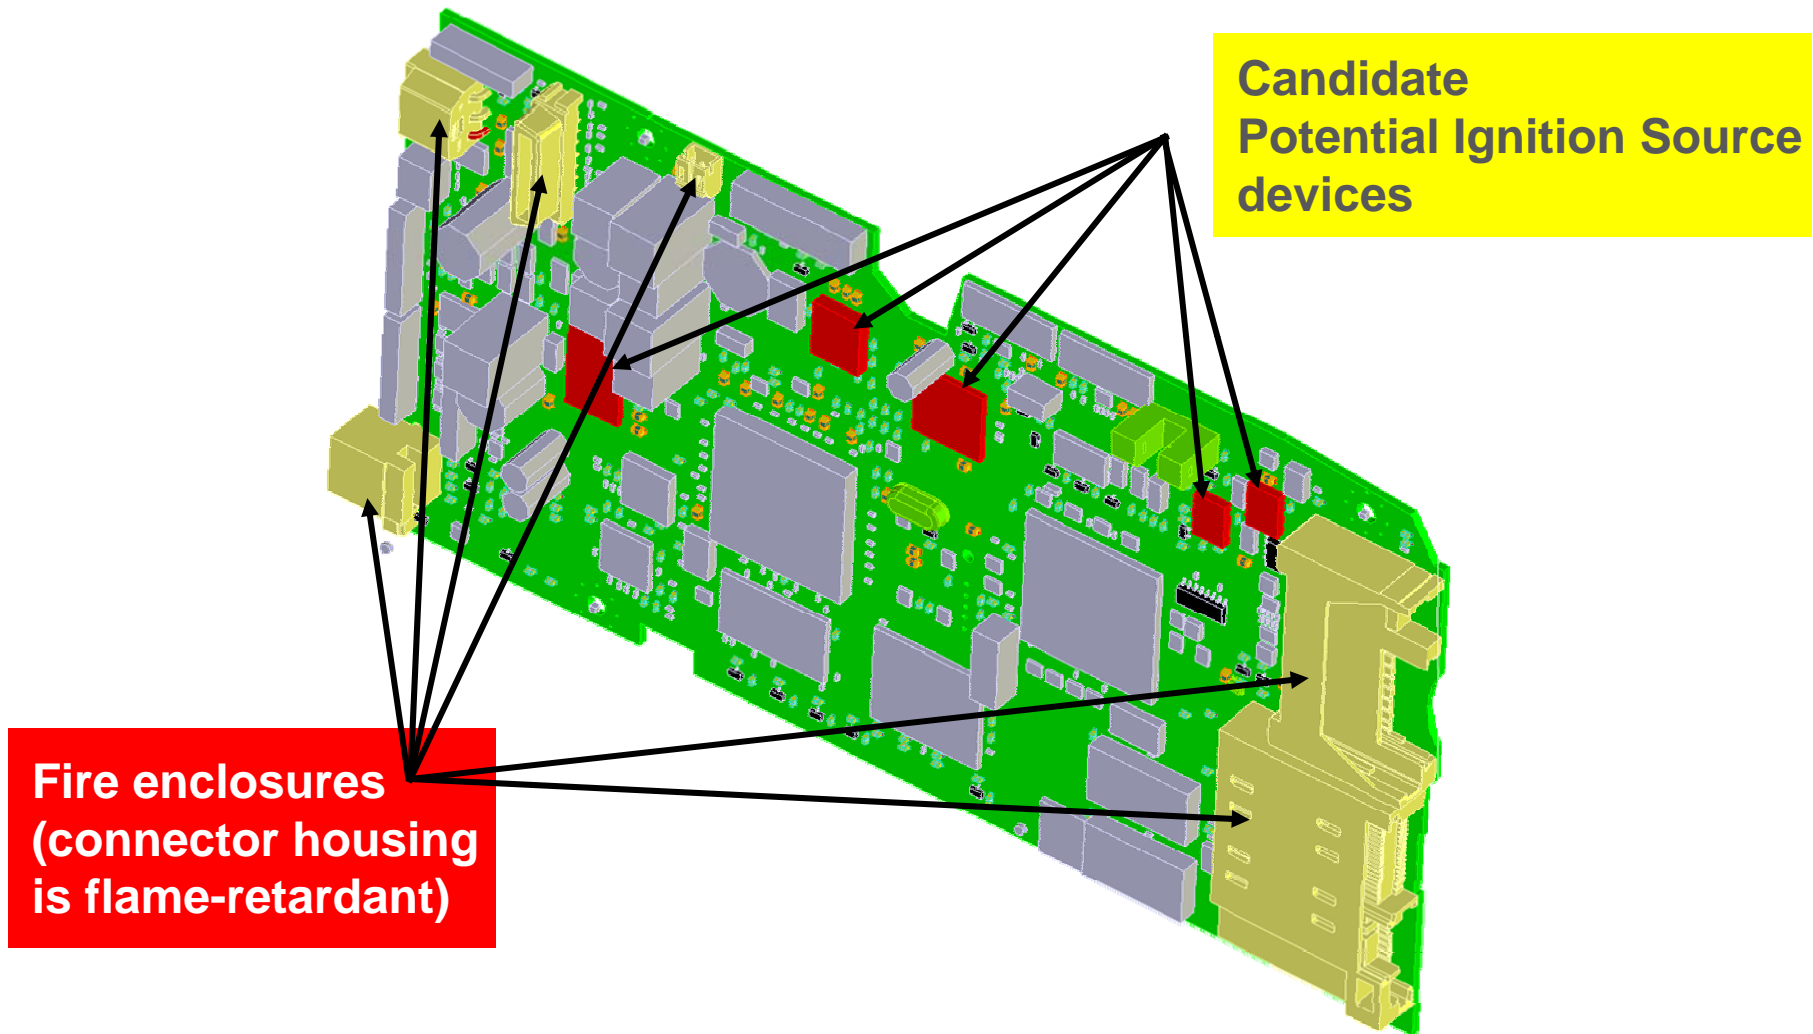 Candidate
Potential Ignition Source
devices
Fire enclosures
(connector housing
is flame-retardant)